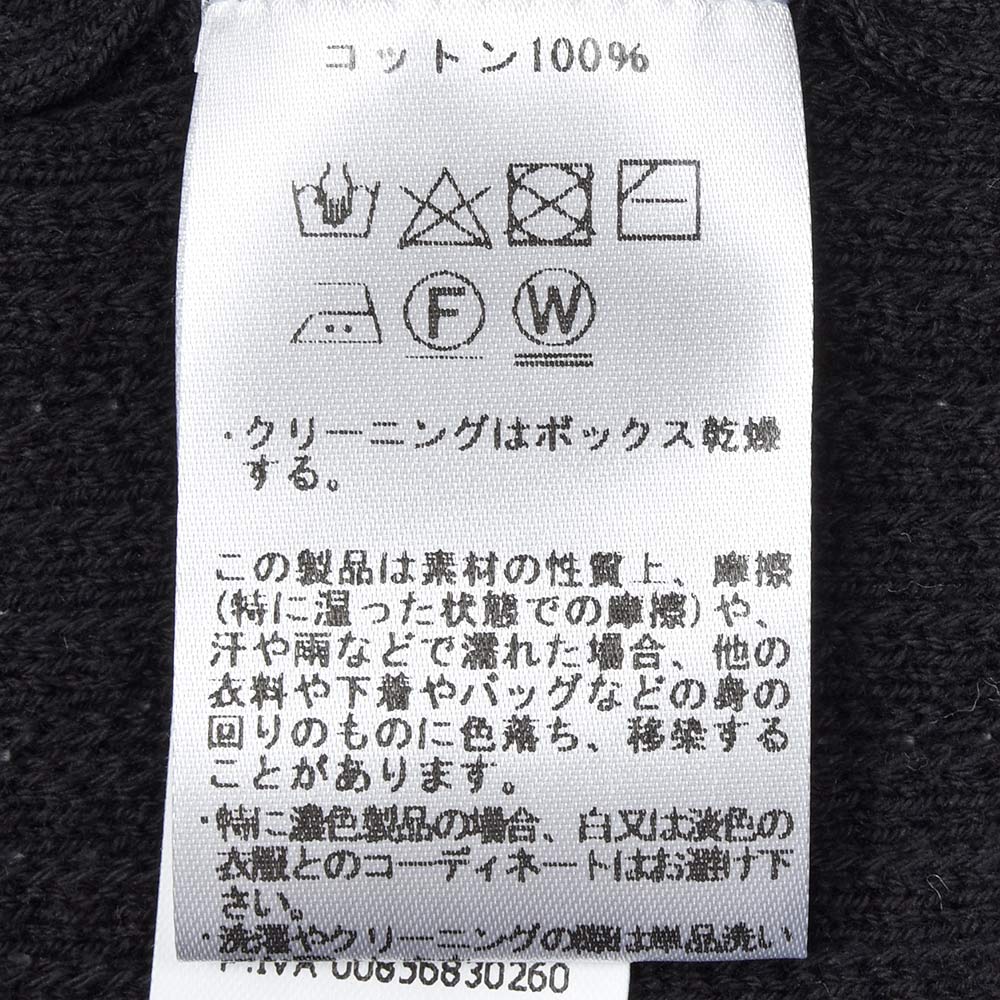 コットン100%
F W
・クリーニングはボックス乾燥
する。
この製品は素材の性質上、摩擦
(特に湿った状態での摩擦)や、
汗や雨などで濡れた場合、他の
衣料や下着やバッグなどの身の
回りのものに色落ち、移染する
ことがあります。
・特に濃色製品の場合、白又は淡色の
衣服とのコーディネートはお避け下
さい。
・洗濯やクリーニングの際は単品洗い
P.IVA 00836830260